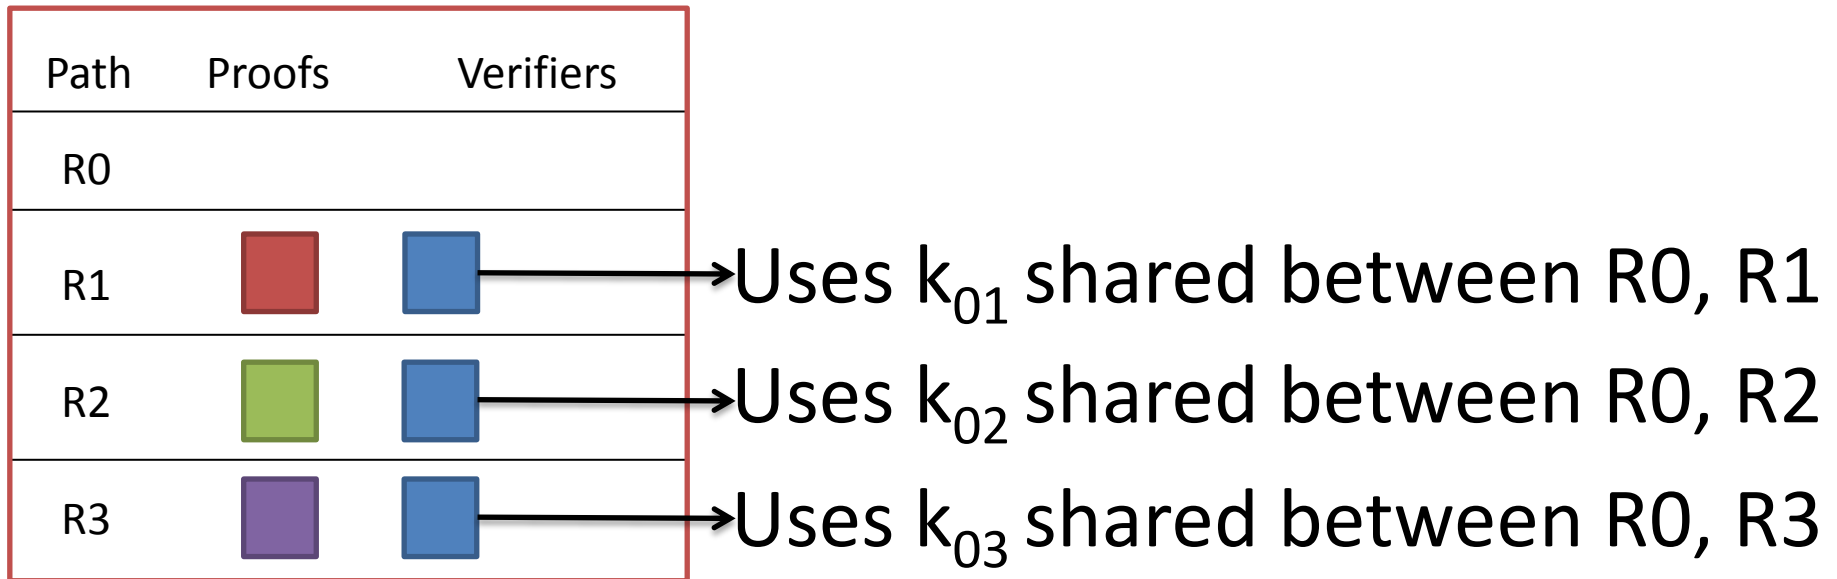 Path Proofs Verifiers
R0
R1 Uses k₀₁ shared between R0, R1
R2 Uses k₀₂ shared between R0, R2
R3 Uses k₀₃ shared between R0, R3